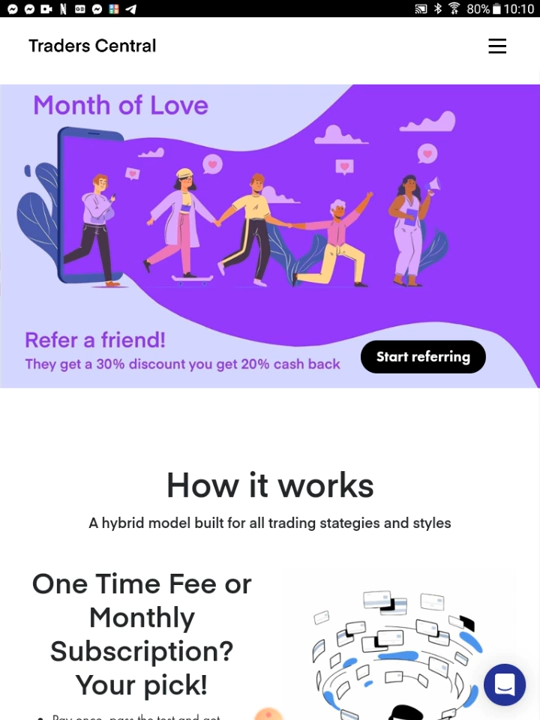 80% 10:10
Traders Central
Month of Love
Refer a friend!
They get a 30% discount you get 20% cash back
Start referring
How it works
A hybrid model built for all trading stategies and styles
One Time Fee or
Monthly
Subscription?
Your pick!